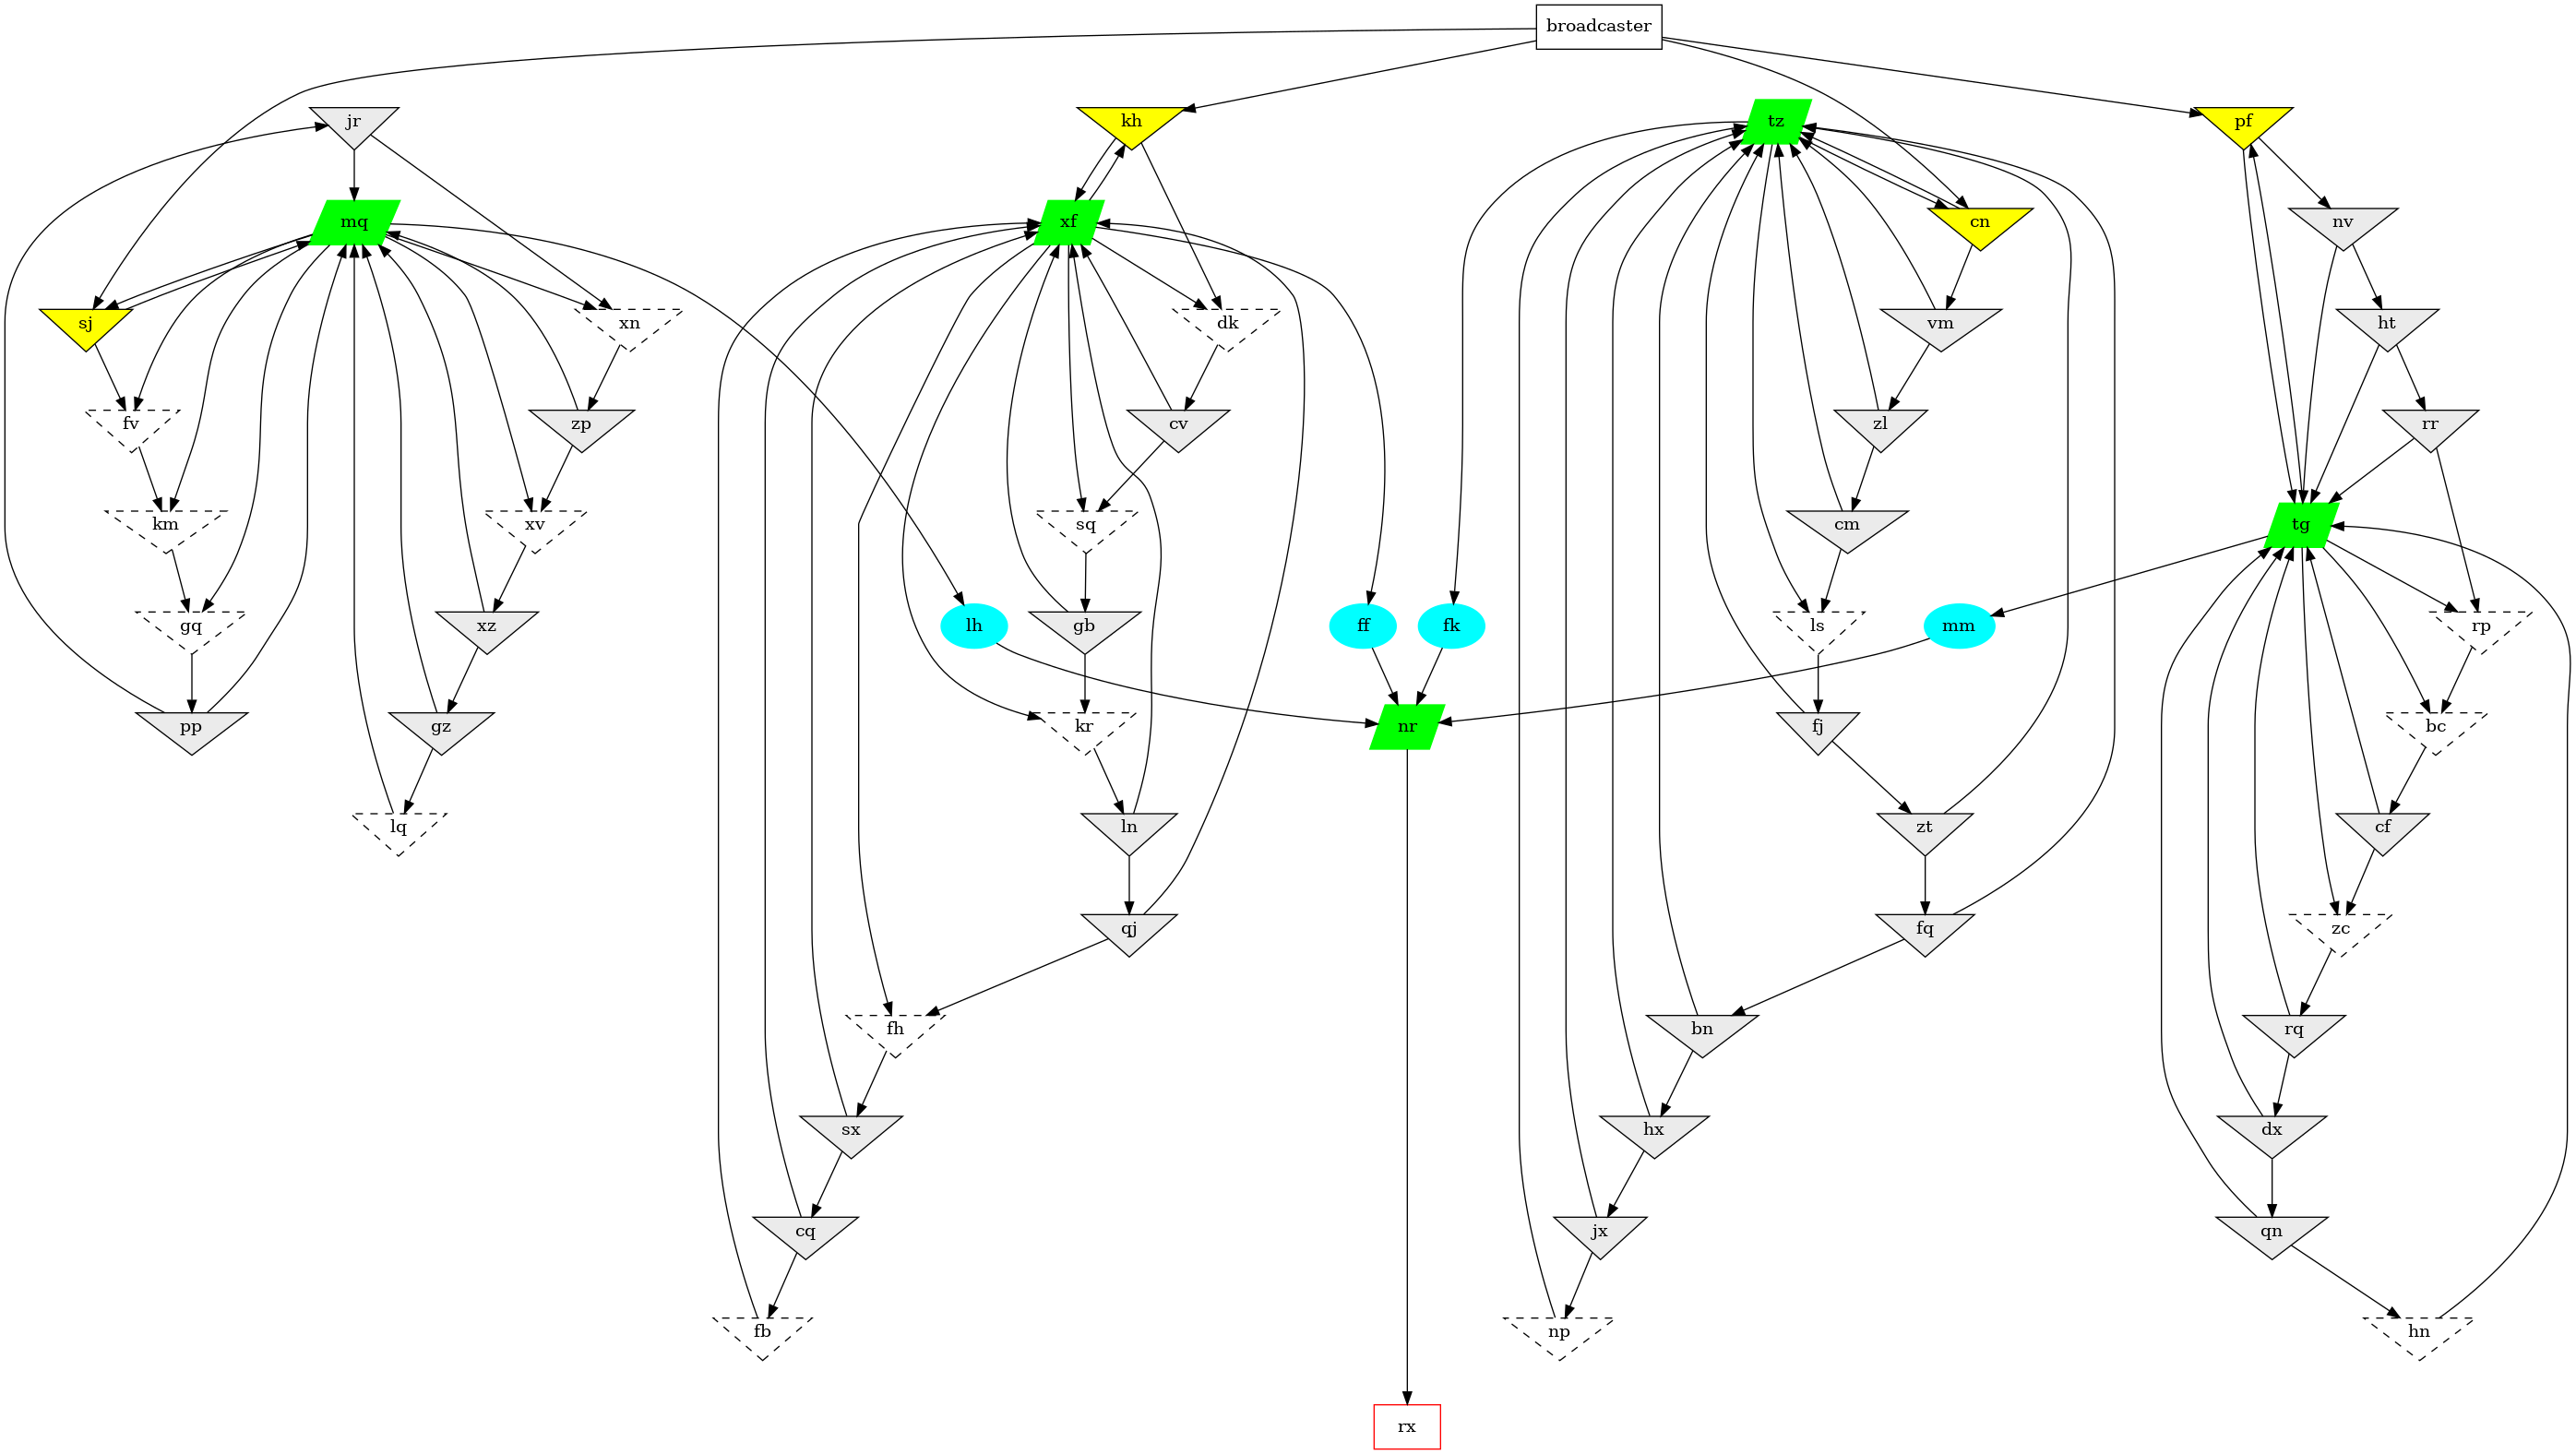 broadcaster
jr
kh
tz
pf
mq
xf
cn
nv
sj
xn
dk
vm
ht
fv
zp
cv
zl
rr
km
xv
sq
cm
tg
gq
xz
lh
gb
ff
fk
ls
mm
rp
pp
gz
kr
nr
fj
bc
lq
ln
zt
cf
qj
fq
zc
fh
bn
rq
sx
hx
dx
cq
jx
qn
fb
np
hn
rx